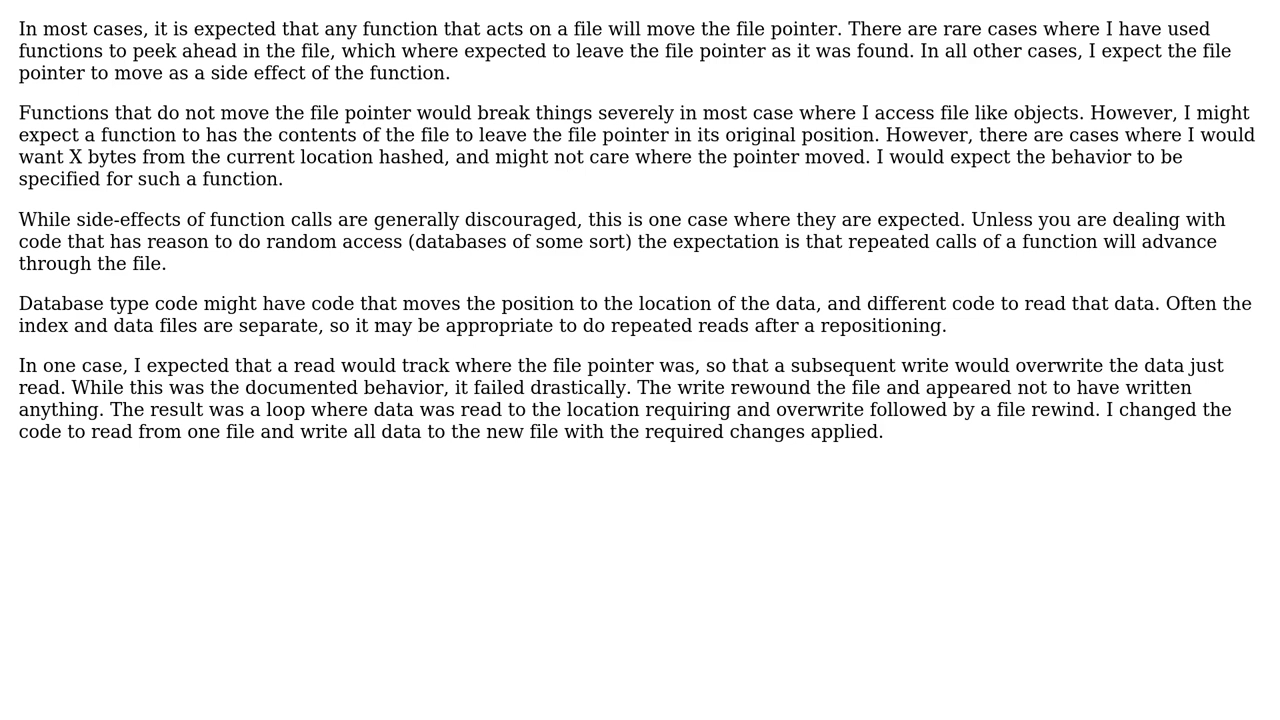 In most cases, it is expected that any function that acts on a file will move the file pointer. There are rare cases where I have used
functions to peek ahead in the file, which where expected to leave the file pointer as it was found. In all other cases, I expect the file
pointer to move as a side effect of the function.
Functions that do not move the file pointer would break things severely in most case where I access file like objects. However, I might
expect a function to has the contents of the file to leave the file pointer in its original position. However, there are cases where I would
want X bytes from the current location hashed, and might not care where the pointer moved. I would expect the behavior to be
specified for such a function.
While side-effects of function calls are generally discouraged, this is one case where they are expected. Unless you are dealing with
code that has reason to do random access (databases of some sort) the expectation is that repeated calls of a function will advance
through the file.
Database type code might have code that moves the position to the location of the data, and different code to read that data. Often the
index and data files are separate, so it may be appropriate to do repeated reads after a repositioning.
In one case, I expected that a read would track where the file pointer was, so that a subsequent write would overwrite the data just
read. While this was the documented behavior, it failed drastically. The write rewound the file and appeared not to have written
anything. The result was a loop where data was read to the location requiring and overwrite followed by a file rewind. I changed the
code to read from one file and write all data to the new file with the required changes applied.